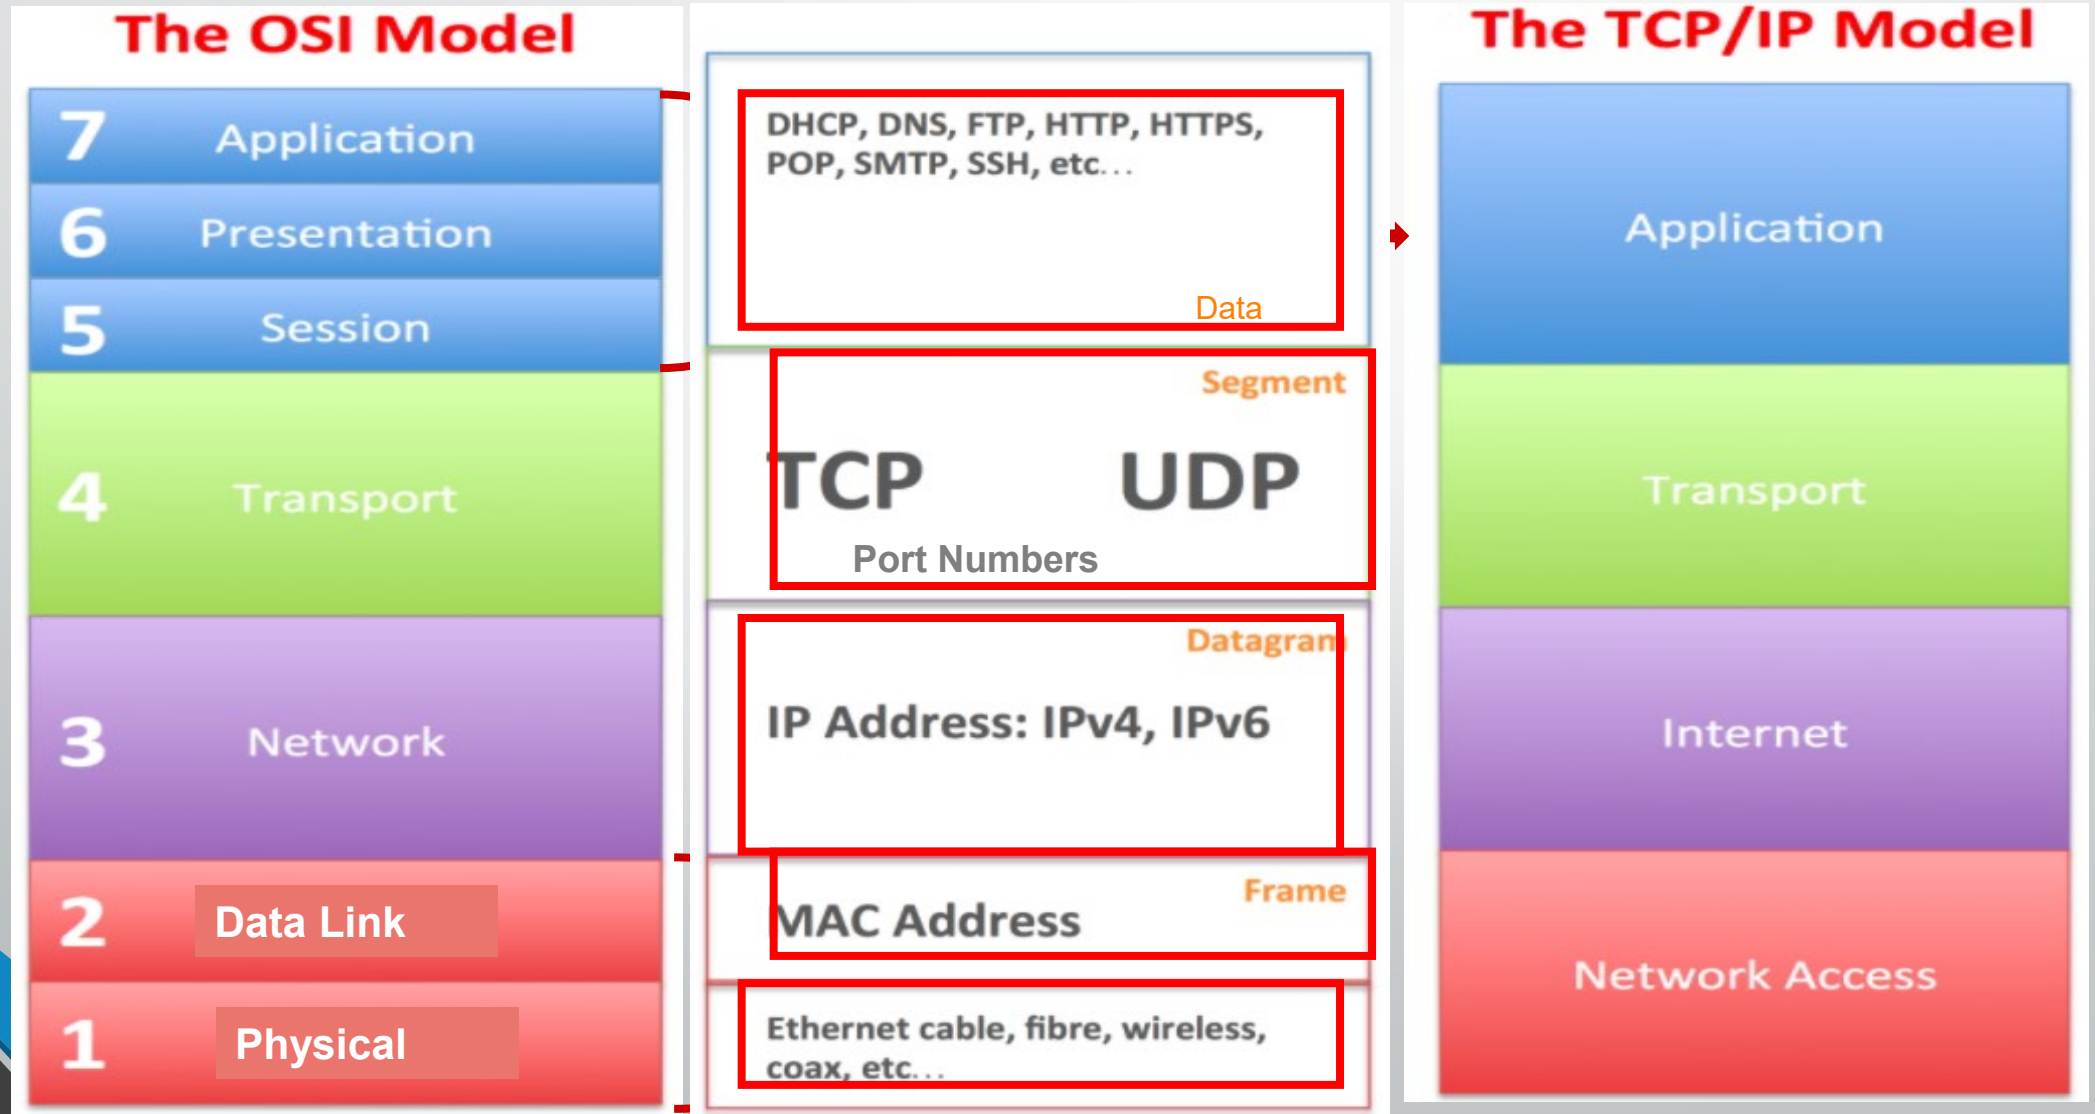 The OSI Model
7 Application
6 Presentation
5 Session
4 Transport
3 Network
2 Data Link
1 Physical
DHCP, DNS, FTP, HTTP, HTTPS,
POP, SMTP, SSH, etc...
Data
Segment
TCP UDP
Port Numbers
Datagram
IP Address: IPv4, IPv6
Frame
MAC Address
Ethernet cable, fibre, wireless,
coax, etc...
The TCP/IP Model
Application
Transport
Internet
Network Access